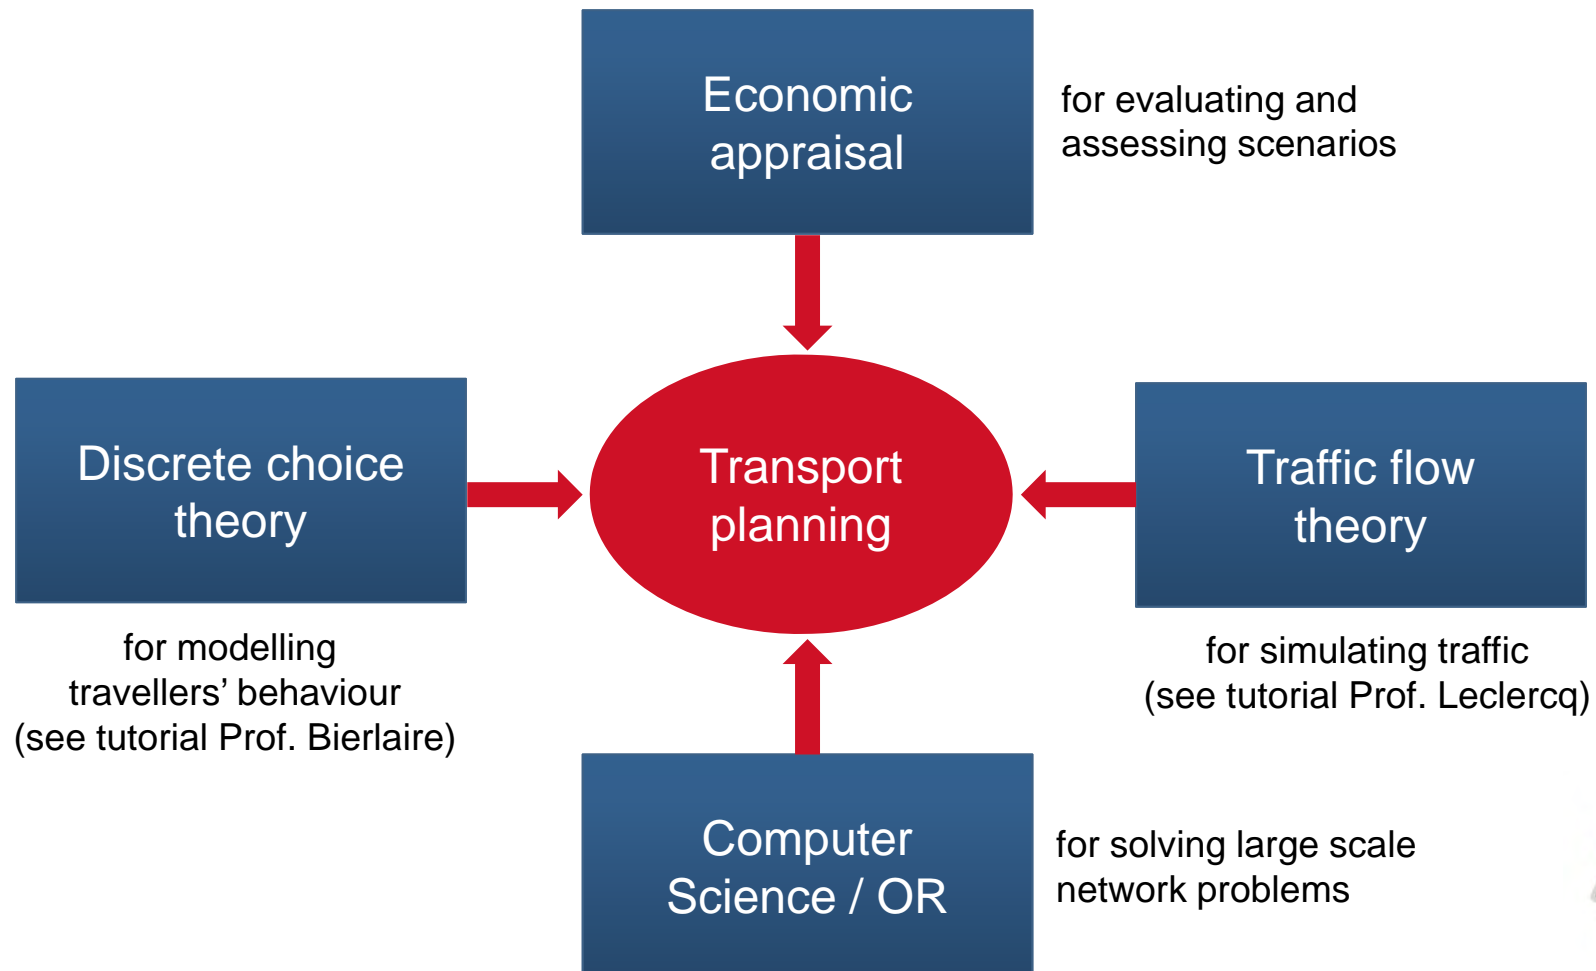 Economic
appraisal
for evaluating and
assessing scenarios
Discrete choice
theory
for modelling
travellers’ behaviour
(see tutorial Prof. Bierlaire)
Transport
planning
Traffic flow
theory
for simulating traffic
(see tutorial Prof. Leclercq)
Computer
Science / OR
for solving large scale
network problems